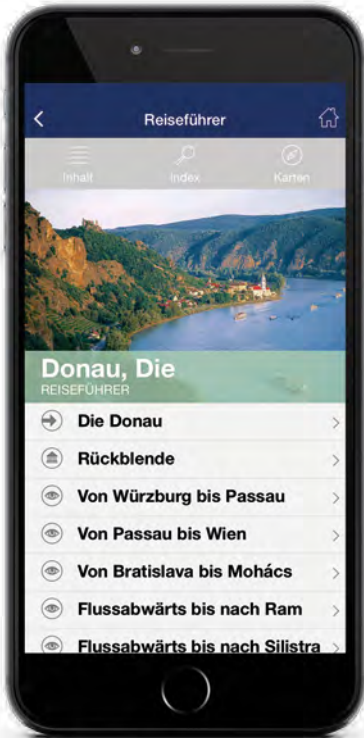 Reiseführer
Inhalt Index Karten
Donau, Die
REISEFÜHRER
Die Donau
Rückblende
Von Würzburg bis Passau
Von Passau bis Wien
Von Bratislava bis Mohács
Flussabwärts bis nach Ram
Flussabwärts bis nach Silistra